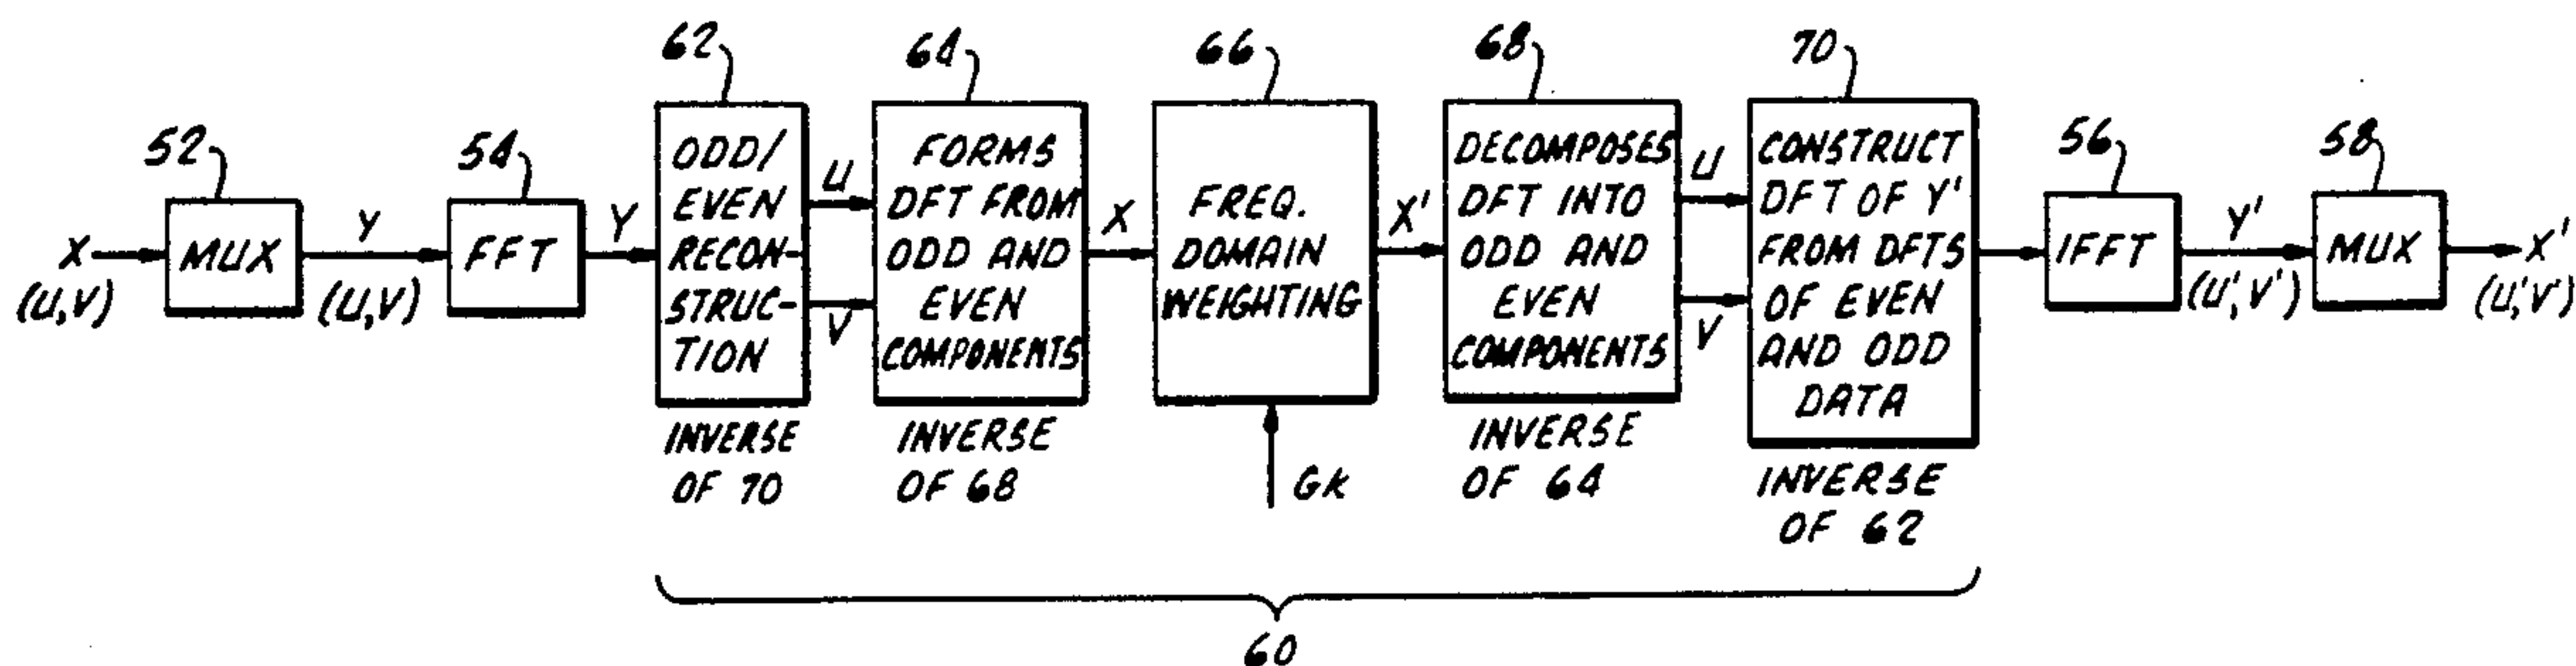 X
(U,V)
52
MUX
Y
(U,V)
54
FFT
Y
62
ODD/
EVEN
RECON-
STRUC-
TION
INVERSE
OF 70
U
V
64
FORMS
DFT FROM
ODD AND
EVEN
COMPONENTS
INVERSE
OF 68
X
66
FREQ.
DOMAIN
WEIGHTING
GK
X'
68
DECOMPOSES
DFT INTO
ODD AND
EVEN
COMPONENTS
INVERSE
OF 64
U
V
70
CONSTRUCT
DFT OF Y'
FROM DFTS
OF EVEN
AND ODD
DATA
INVERSE
OF 62
56
IFFT
Y'
(U',V')
58
MUX
X'
(U',V')
60